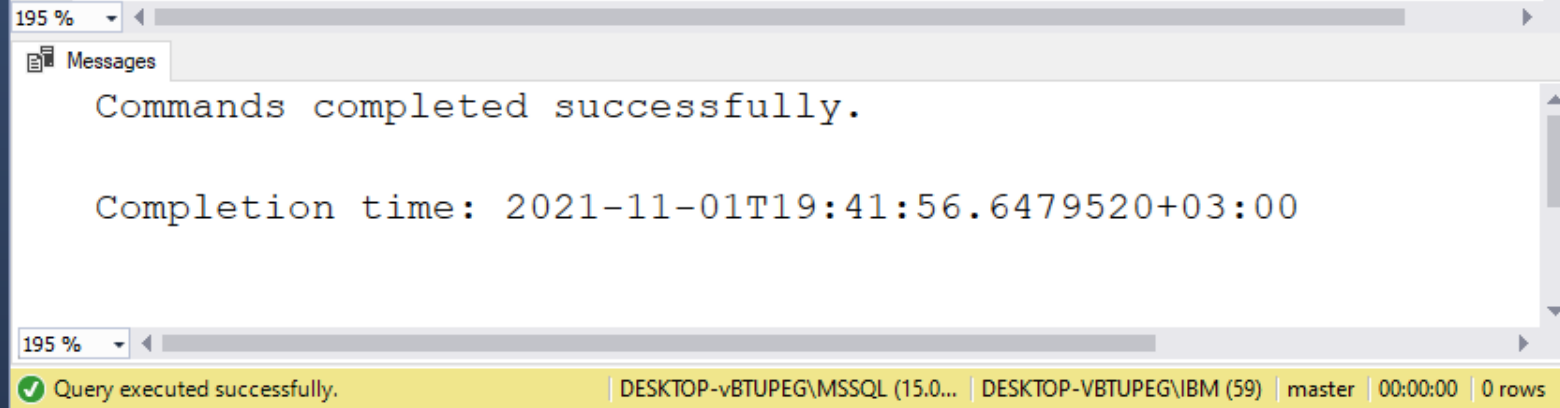 195 %
Messages
Commands completed successfully.
Completion time: 2021-11-01T19:41:56.6479520+03:00
195 %
Query executed successfully. DESKTOP-vBTUPEG\MSSQL (15.0... DESKTOP-VBTUPEG\IBM (59) master 00:00:00 0 rows